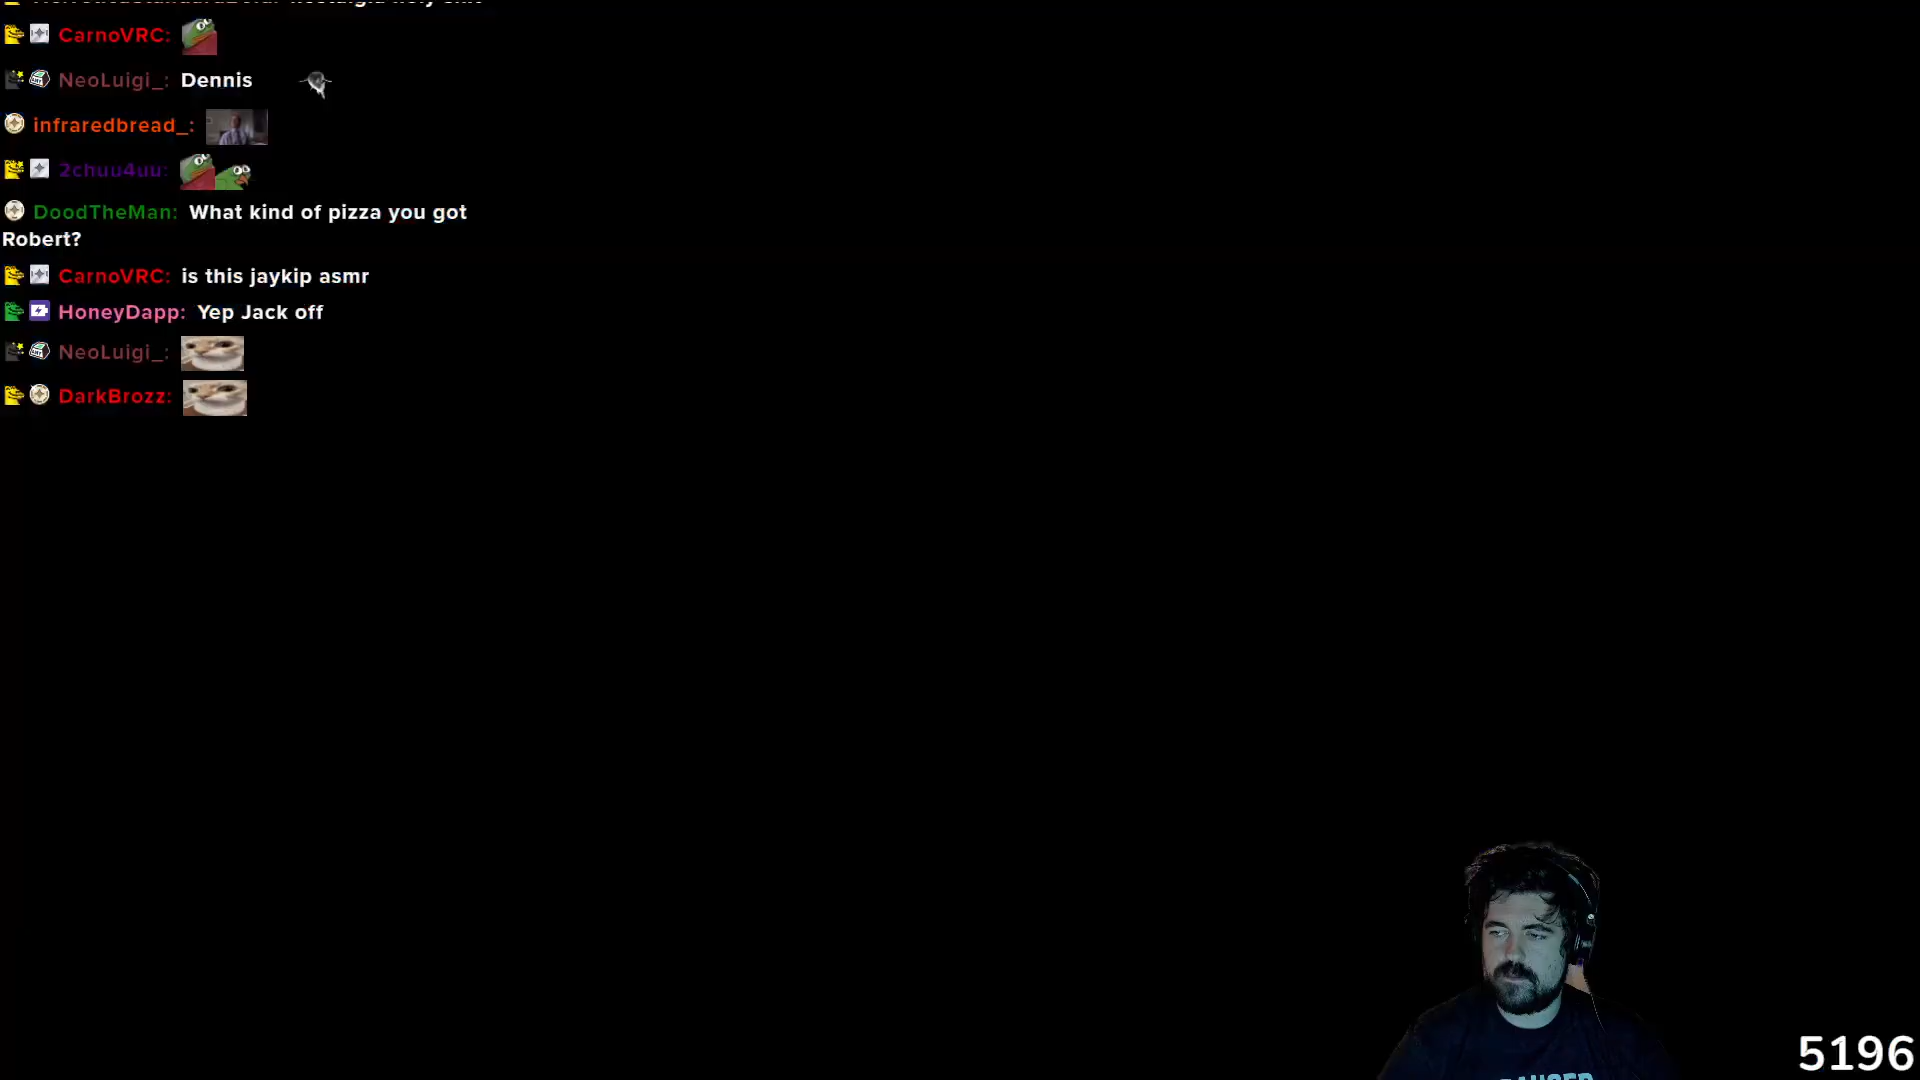 CarnoVRC:
NeoLuigi_: Dennis
infraredbread_:
2chuu4uu:
DoodTheMan: What kind of pizza you got
Robert?
CarnoVRC: is this jaykip asmr
HoneyDapp: Yep Jack off
NeoLuigi_:
DarkBrozz:
5196